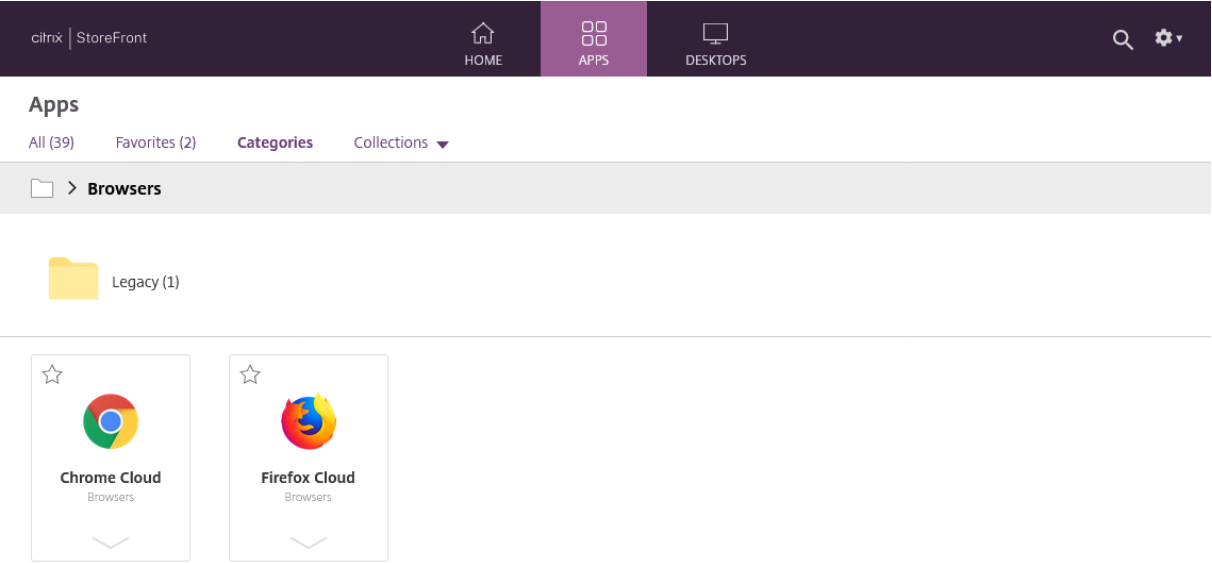 citrix | StoreFront
HOME
APPS
DESKTOPS
Apps
All (39) Favorites (2) Categories Collections
Browsers
Legacy (1)
Chrome Cloud
Browsers
Firefox Cloud
Browsers